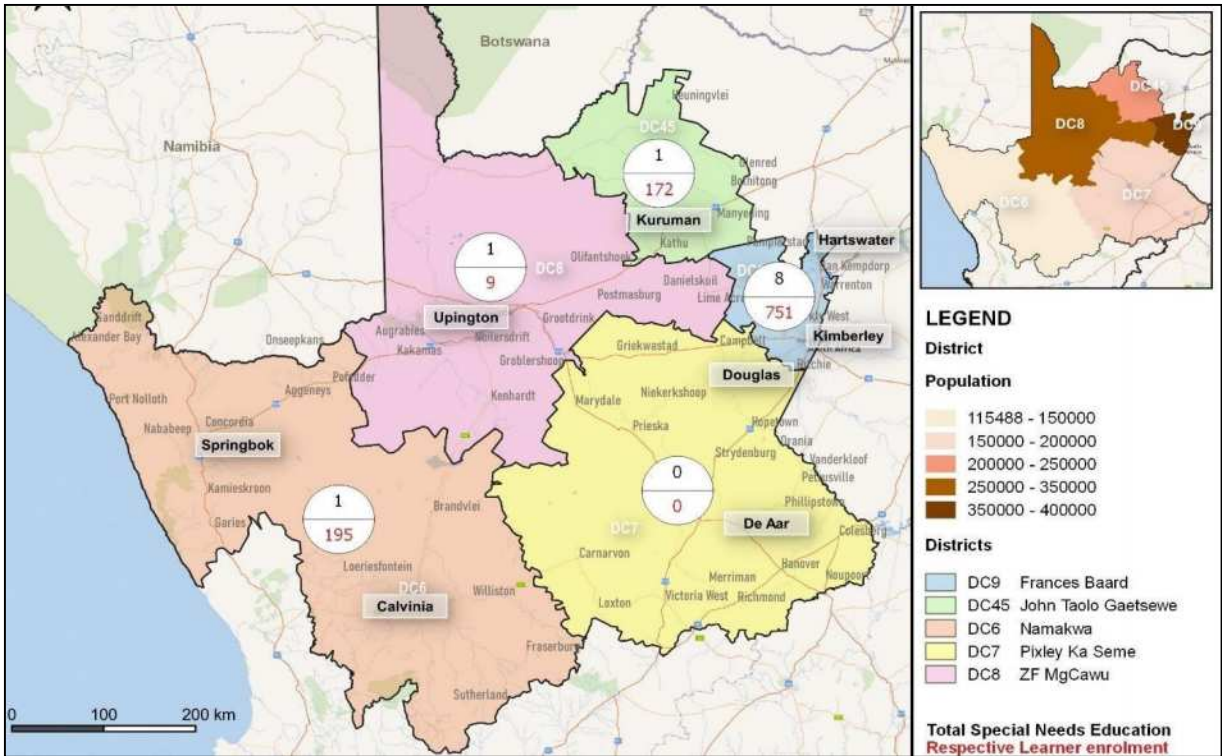 Botswana
Namibia
Heuningvlei
DC45
1
172
Glenred
Bothitong
Kuruman
Manyeding
Kathu
Hartswater
Jan Kempdorp
Warrenton
1
9
DC8
Olifantshoek
Danielskuil
Postmasburg
8
751
Upington
Grootdrink
Augrabies
Kakamas
Groblershoop
Griekwastad
Campbell
Kimberley
Ritchie
Douglas
Sanddrift
Alexander Bay
Onseepkans
Pofadder
Aggeneys
Kenhardt
Marydale
Niekerkshoop
Port Nolloth
Concordia
Nababeep
Springbok
Prieska
Hopetown
Orania
Strydenburg
Vanderkloof
Petrusville
Kamieskroon
Garies
1
195
Brandvlei
0
0
Phillipstown
De Aar
Colesberg
DC7
Carnarvon
Hanover
Noupoort
Loeriesfontein
DC6
Calvinia
Williston
Merriman
Victoria West
Richmond
Loxton
Fraserburg
Sutherland
0 100 200 km
DC8
DC6
DC7
LEGEND
District
Population
115488 - 150000
150000 - 200000
200000 - 250000
250000 - 350000
350000 - 400000
Districts
DC9 Frances Baard
DC45 John Taolo Gaetsewe
DC6 Namakwa
DC7 Pixley Ka Seme
DC8 ZF MgCawu
Total Special Needs Education
Respective Learner enrolment